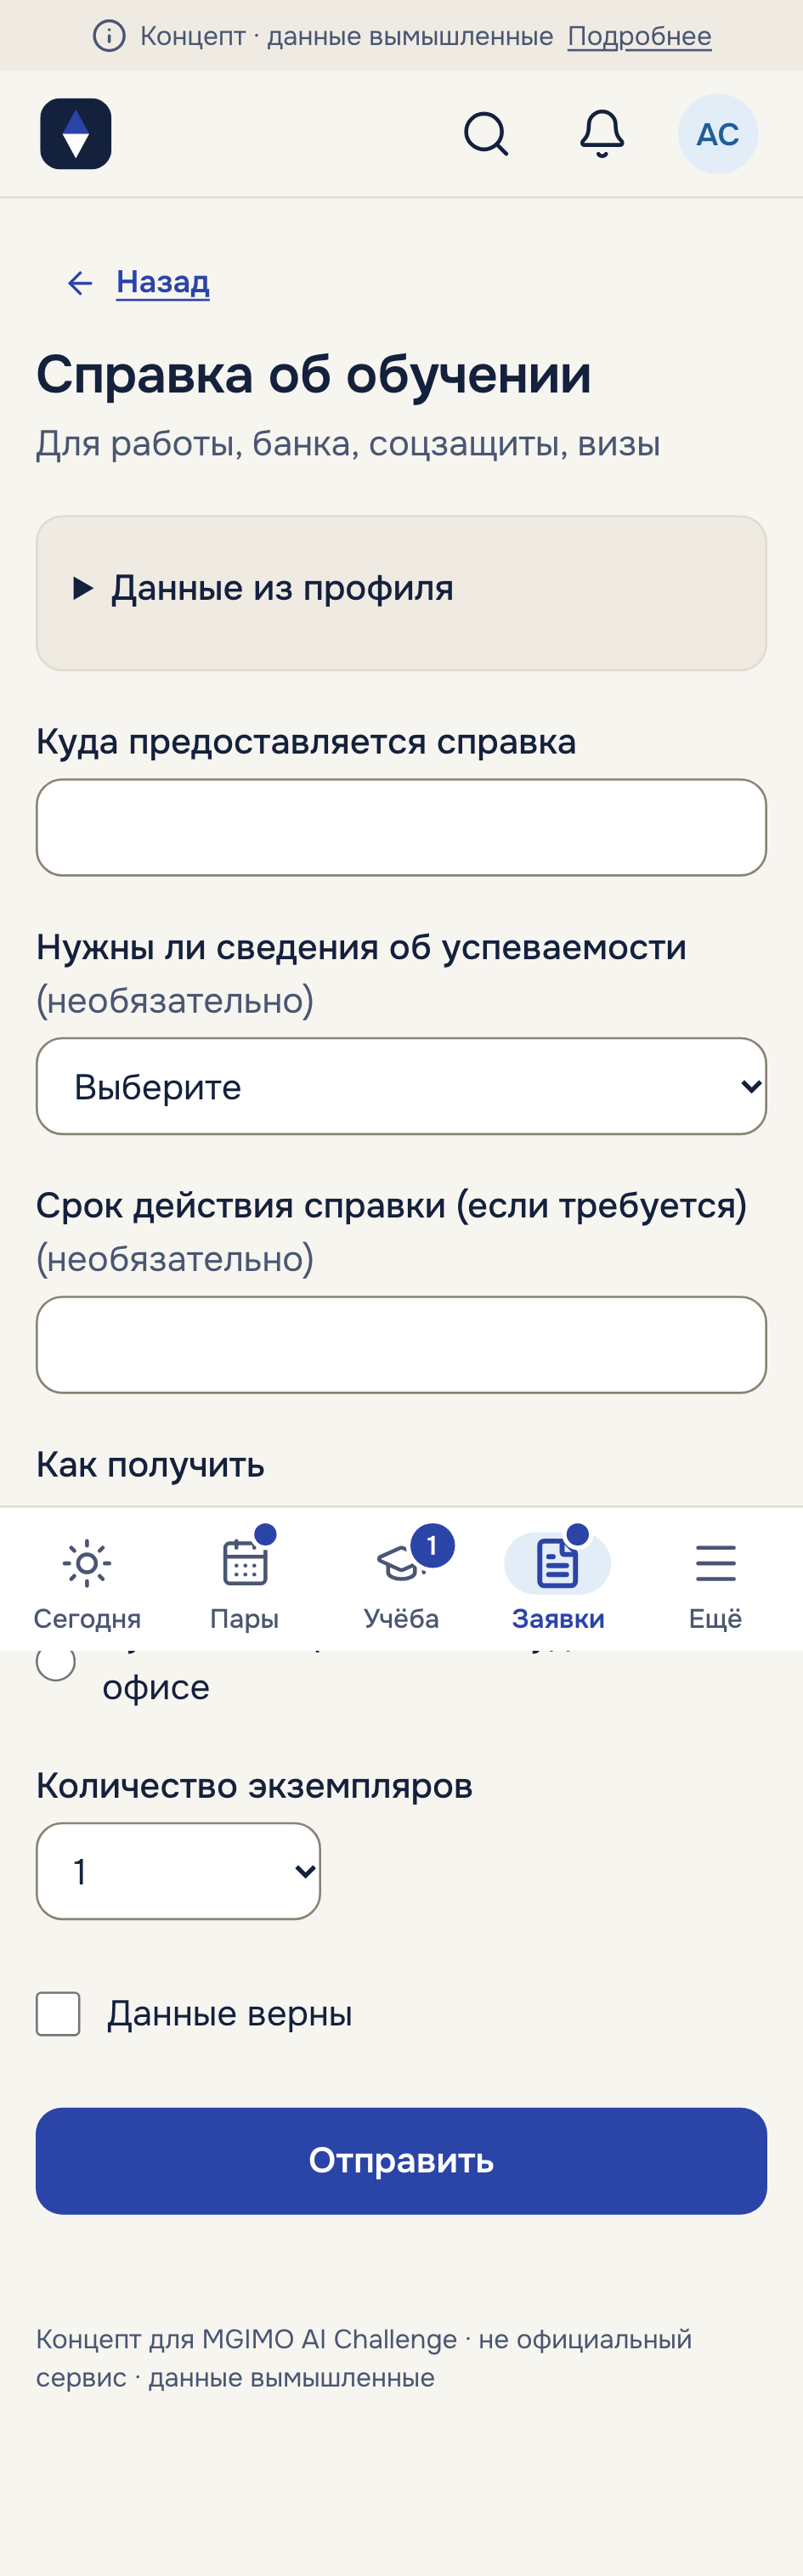 Концепт · данные вымышленные Подробнее
АС
Назад
Справка об обучении
Для работы, банка, соцзащиты, визы
Данные из профиля
Куда предоставляется справка
Нужны ли сведения об успеваемости
(необязательно)
Выберите
Срок действия справки (если требуется)
(необязательно)
Как получить
1
Сегодня Пары Учёба Заявки Ещё
офисе
Количество экземпляров
1
Данные верны
Отправить
Концепт для MGIMO AI Challenge · не официальный
сервис · данные вымышленные